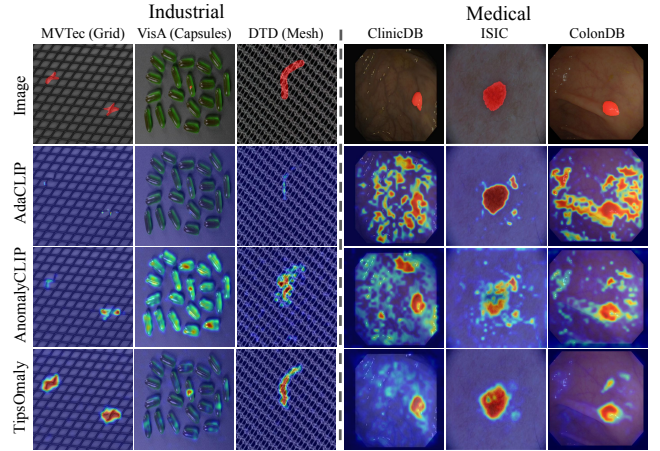 Industrial
Medical
MVTec (Grid) VisA (Capsules) DTD (Mesh) ClinicDB ISIC ColonDB
Image
AdaCLIP
AnomalyCLIP
TipsOmaly